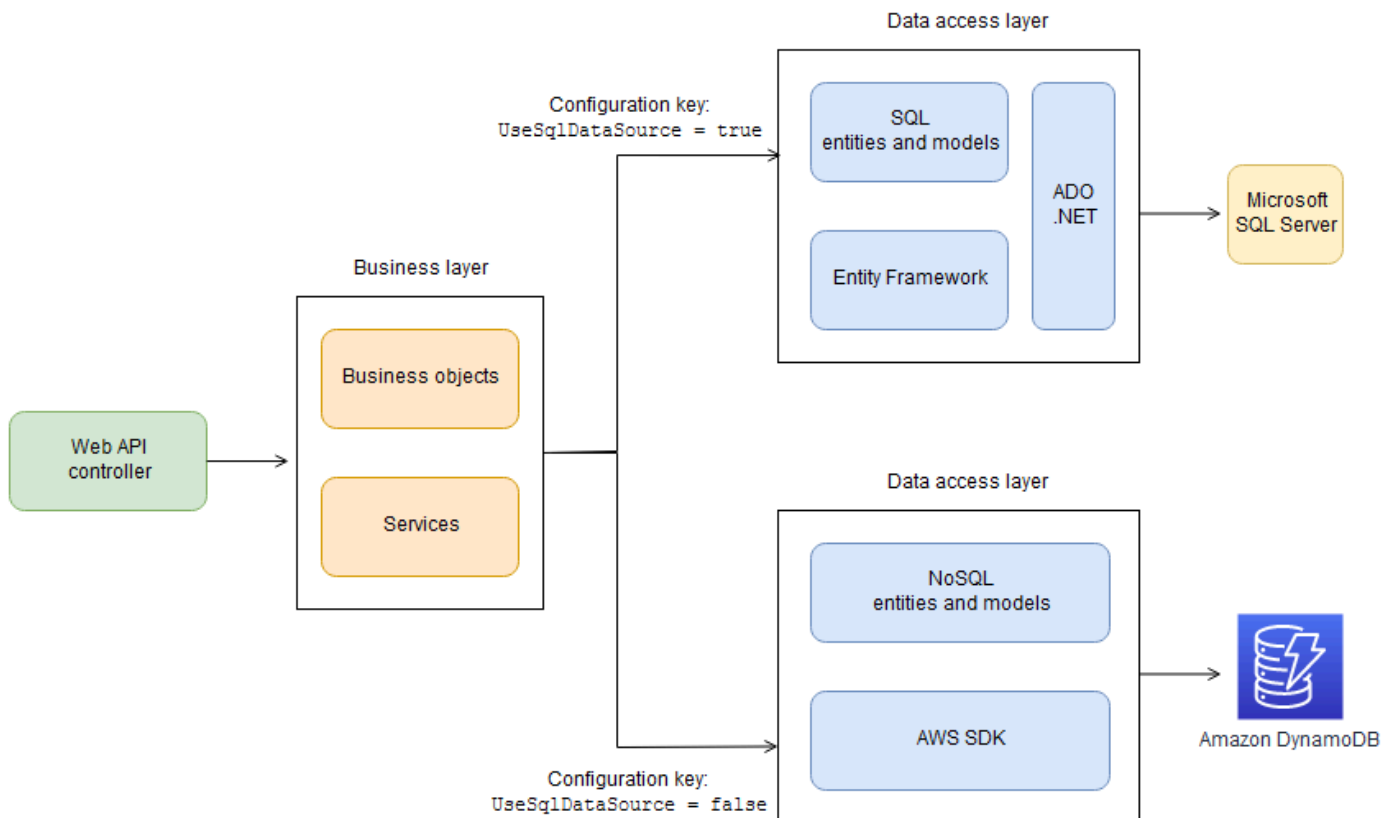 Data access layer
Configuration key:
UseSqlDataSource = true
SQL
entities and models
ADO
.NET
Entity Framework
Microsoft
SQL Server
Business layer
Business objects
Services
Web API
controller
Data access layer
NoSQL
entities and models
AWS SDK
Amazon DynamoDB
Configuration key:
UseSqlDataSource = false